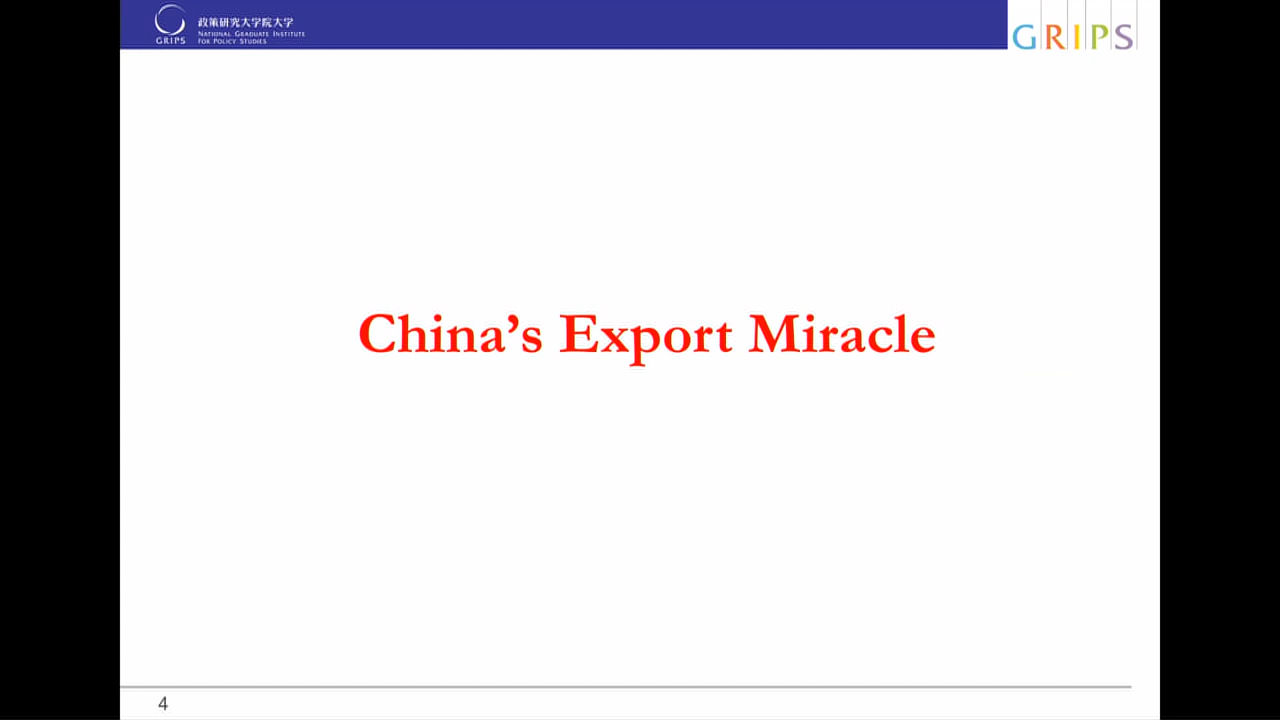 政策研究大学院大学
NATIONAL GRADUATE INSTITUTE
FOR POLICY STUDIES
GRIPS
GRIPS
China’s Export Miracle
4